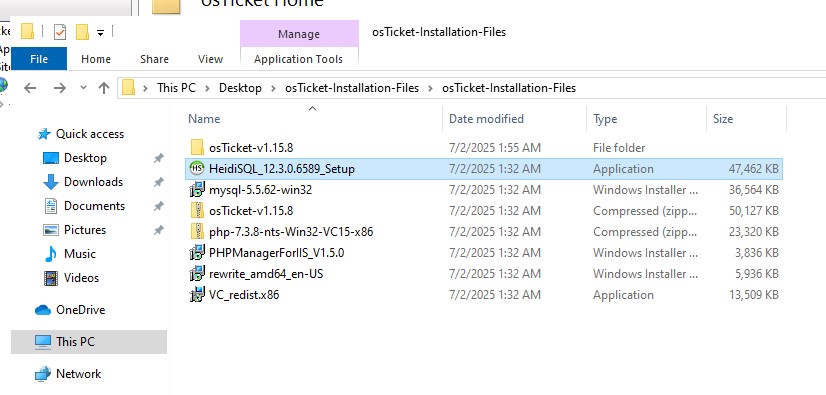 osTicket Home
Manage
osTicket-Installation-Files
File
Home
Share
View
Application Tools
This PC > Desktop > osTicket-Installation-Files > osTicket-Installation-Files
Name Date modified Type Size
Quick access
Desktop
Downloads
Documents
Pictures
Music
Videos
OneDrive
This PC
Network
osTicket-v1.15.8 7/2/2025 1:55 AM File folder
HeidiSQL_12.3.0.6589_Setup 7/2/2025 1:32 AM Application 47,462 KB
mysql-5.5.62-win32 7/2/2025 1:32 AM Windows Installer ... 36,564 KB
osTicket-v1.15.8 7/2/2025 1:32 AM Compressed (zipp... 50,127 KB
php-7.3.8-nts-Win32-VC15-x86 7/2/2025 1:32 AM Compressed (zipp... 23,320 KB
PHPManagerForIIS_V1.5.0 7/2/2025 1:32 AM Windows Installer ... 3,836 KB
rewrite_amd64_en-US 7/2/2025 1:32 AM Windows Installer ... 5,936 KB
VC_redist.x86 7/2/2025 1:32 AM Application 13,509 KB